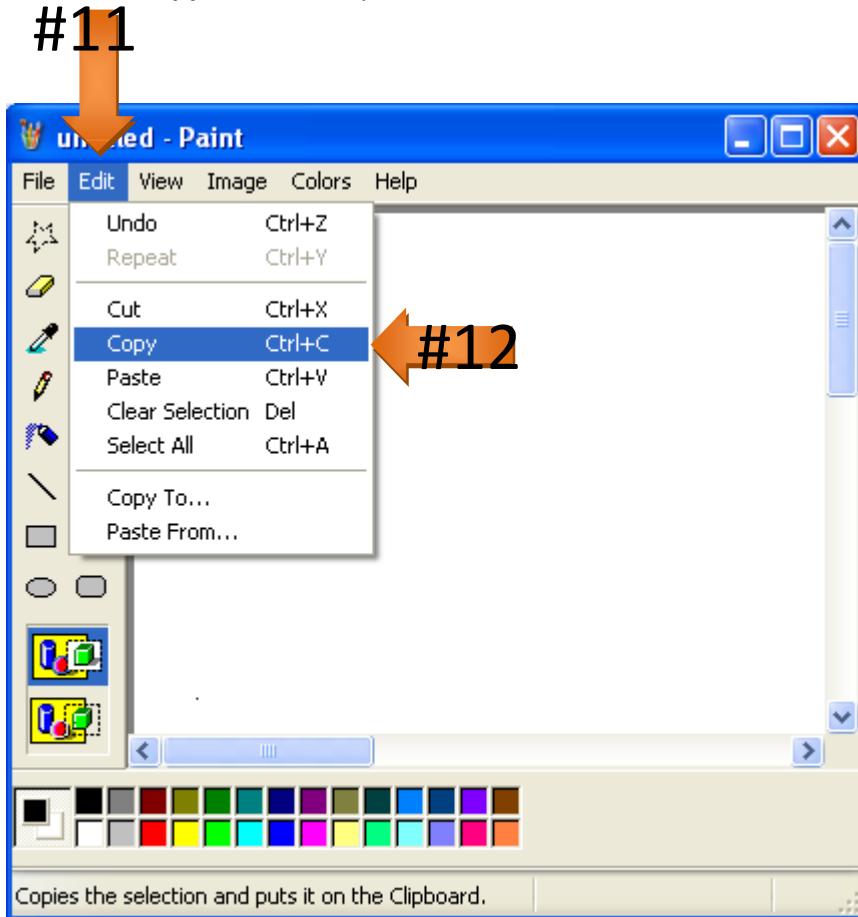 #11
Paint
File Edit View Image Colors Help
Undo Ctrl+Z
Repeat Ctrl+Y
Cut Ctrl+X
Copy Ctrl+C
#12
Paste Ctrl+V
Clear Selection Del
Select All Ctrl+A
Copy To...
Paste From...
Copies the selection and puts it on the Clipboard.